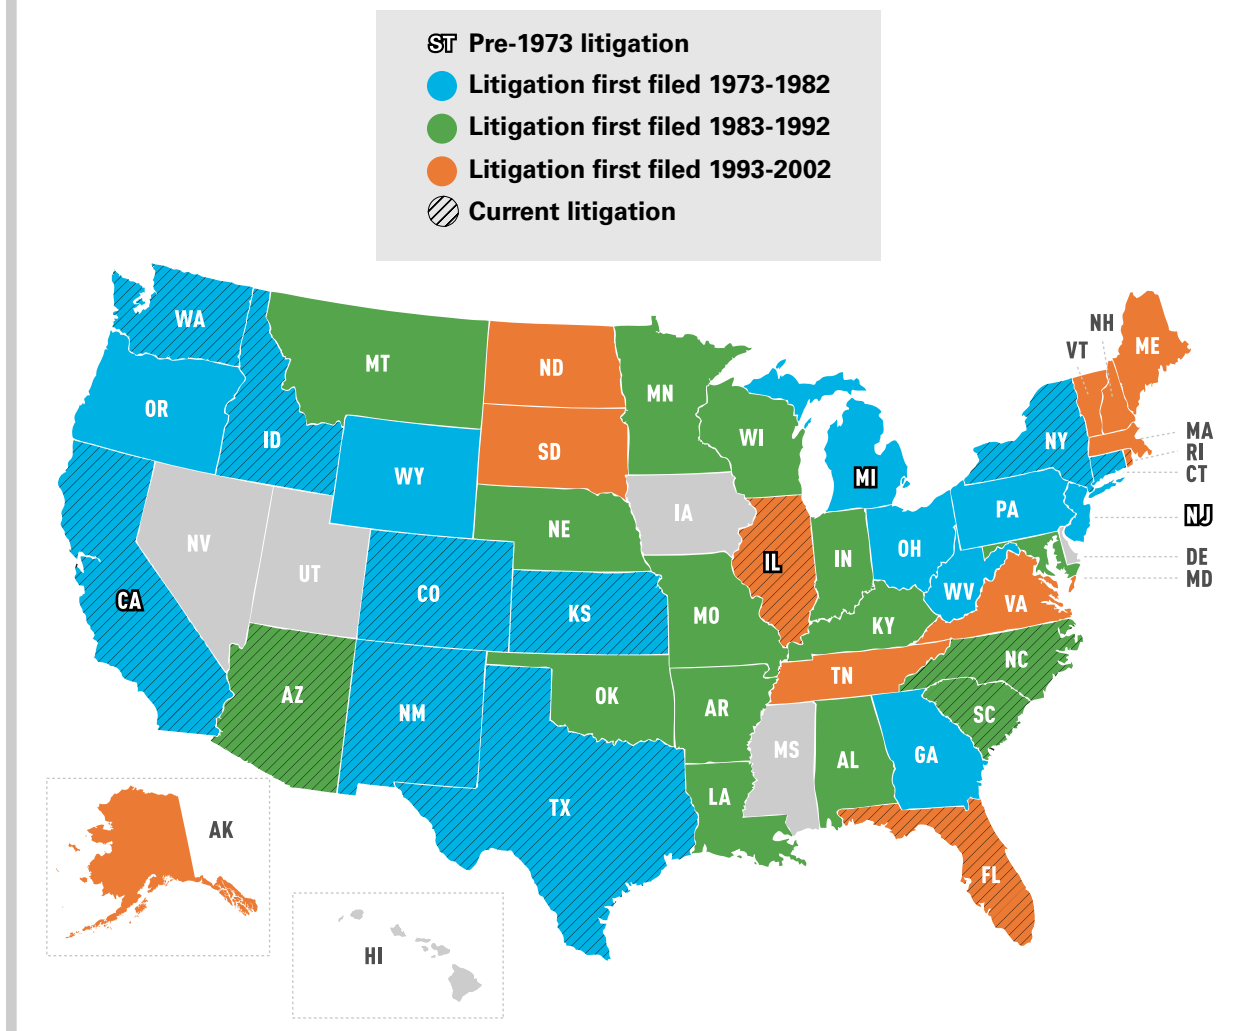 ST Pre-1973 litigation
Litigation first filed 1973-1982
Litigation first filed 1983-1992
Litigation first filed 1993-2002
Current litigation
WA
MT
ND
MN
NH
VT
ME
OR
ID
SD
WI
MI
NY
MA
RI
CT
WY
NE
IA
PA
NJ
NV
UT
IL
IN
OH
DE
MD
CA
CO
KS
MO
KY
WV
VA
AZ
NM
OK
AR
TN
NC
SC
MS
AL
GA
TX
LA
AK
FL
HI